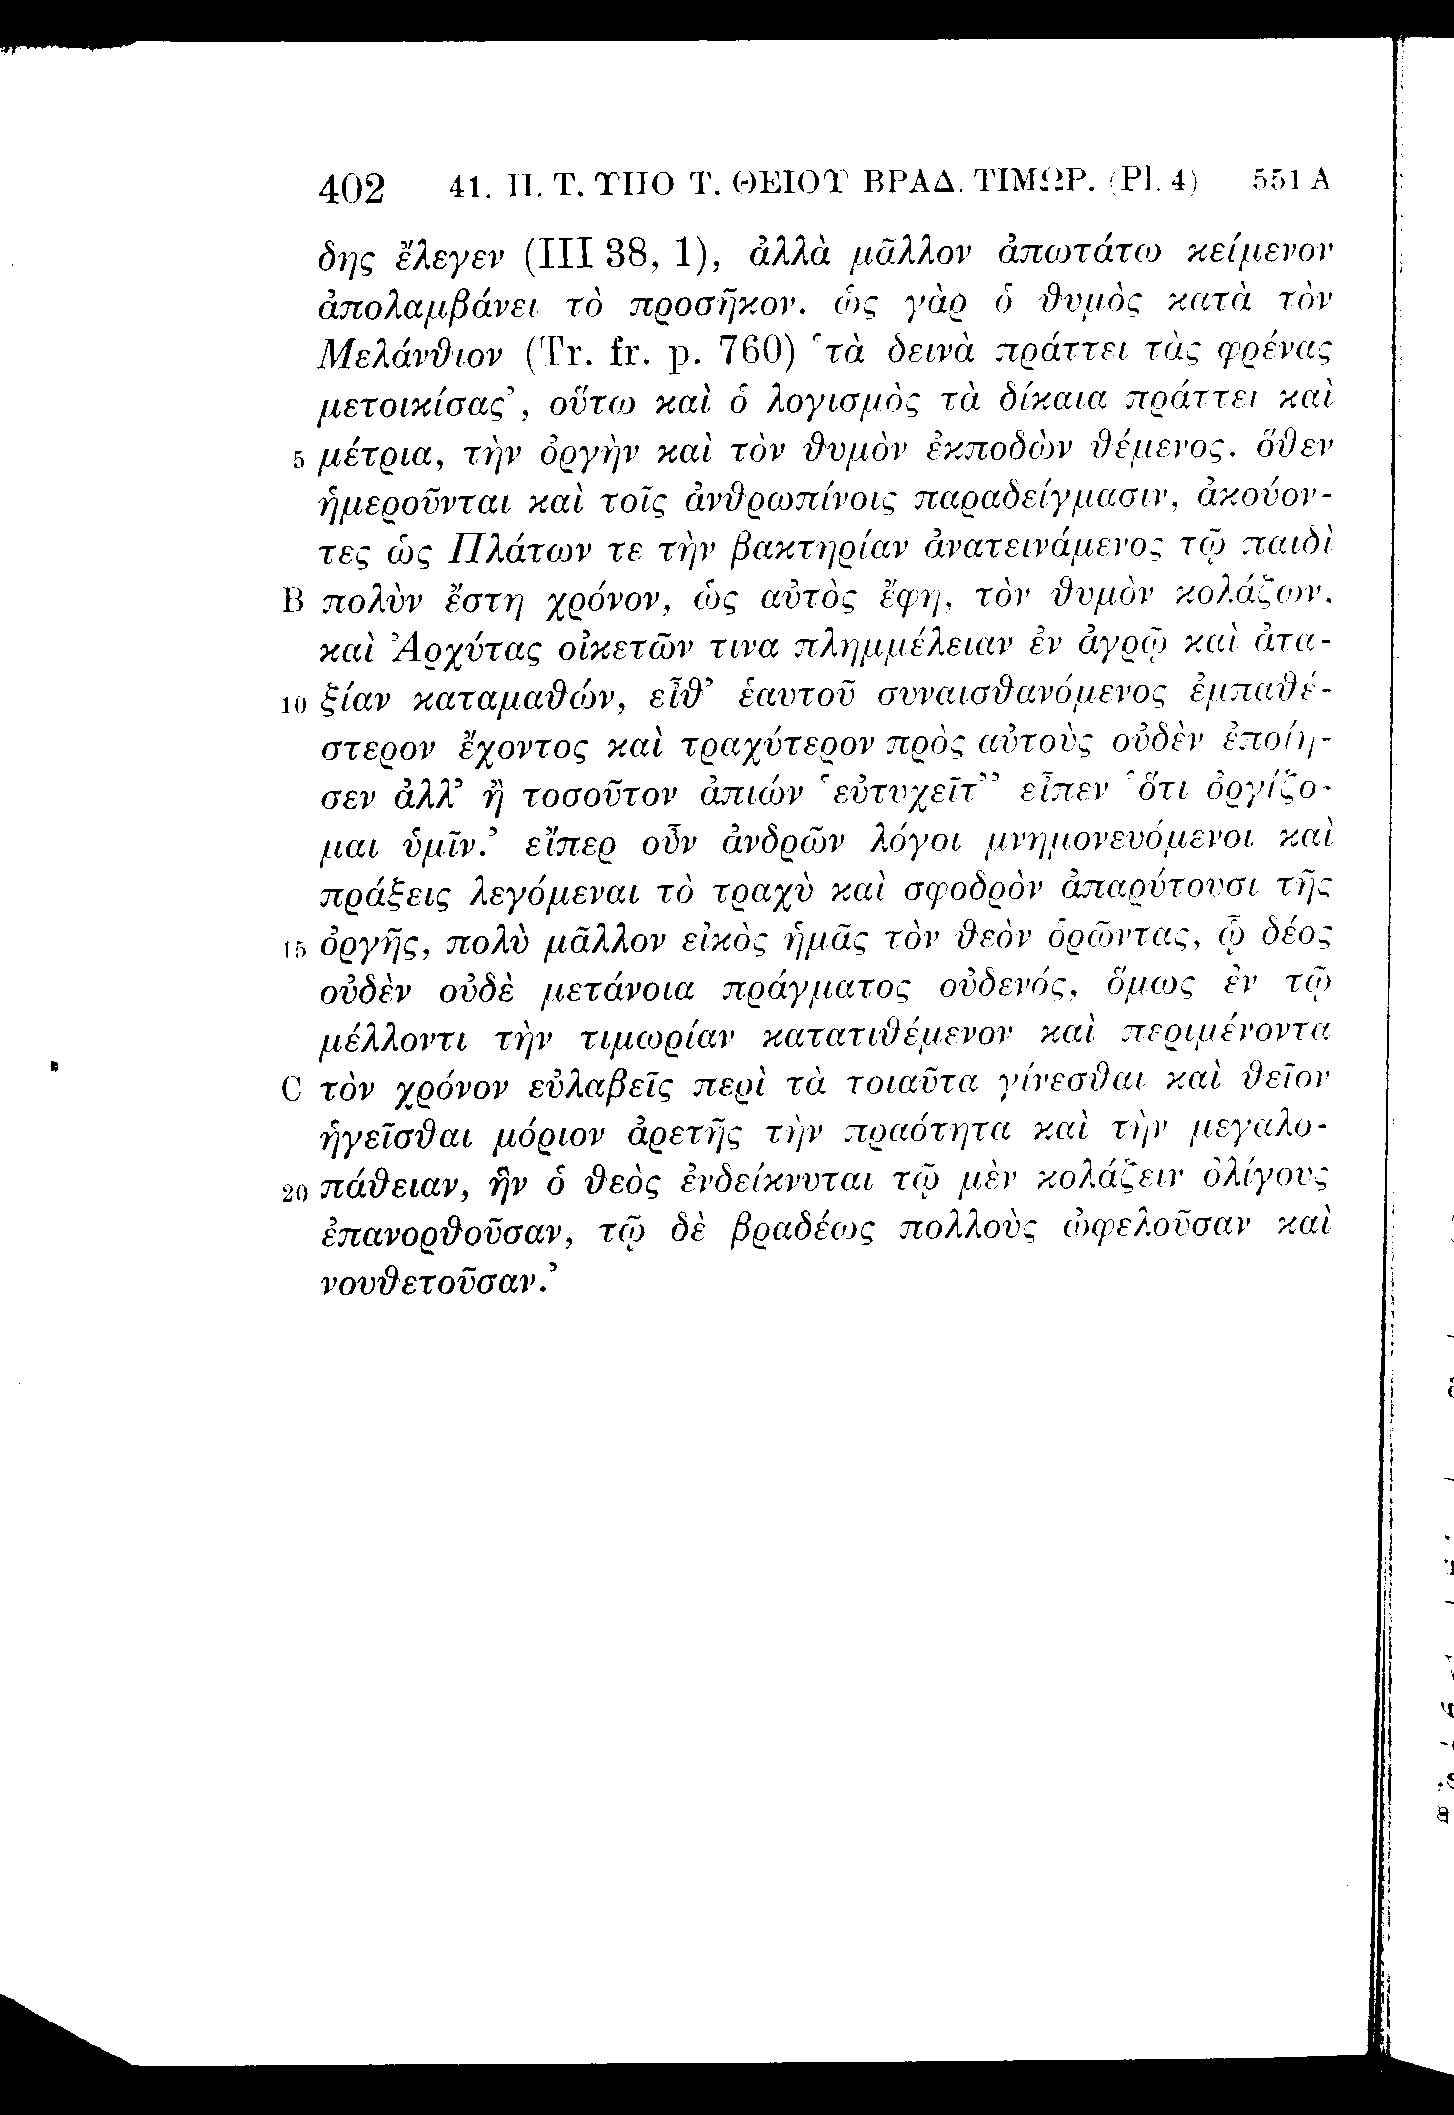 402 41. Π. Τ. ΥΠΟ Τ. ΘΕΙΟΥ ΒΡΑΔ. ΤΙΜΩΡ. (Pl. 4) 551 A
δης ἔλεγεν (III 38, 1), ἀλλὰ μᾶλλον ἀπωτάτω κείμενον
ἀπολαμβάνει τὸ προσῆκον. ὡς γὰρ ὁ θυμὸς κατὰ τὸν
Μελάνθιον (Tr. fr. p. 760) ‘τὰ δεινὰ πράττει τὰς φρένας
μετοικίσας’, οὕτω καὶ ὁ λογισμὸς τὰ δίκαια πράττει καὶ
5 μέτρια, τὴν ὀργὴν καὶ τὸν θυμὸν ἐκποδὼν θέμενος. ὅθεν
ἡμεροῦνται καὶ τοῖς ἀνθρωπίνοις παραδείγμασιν, ἀκούον-
τες ὡς Πλάτων τε τὴν βακτηρίαν ἀνατεινάμενος τῷ παιδὶ
B πολὺν ἔστη χρόνον, ὡς αὐτὸς ἔφη, τὸν θυμὸν κολάζων.
καὶ Ἀρχύτας οἰκετῶν τινα πλημμέλειαν ἐν ἀγρῷ καὶ ἀτα-
10 ξίαν καταμαθών, εἶθ’ ἑαυτοῦ συναισθανόμενος ἐμπαθέ-
στερον ἔχοντος καὶ τραχύτερον πρὸς αὐτοὺς οὐδὲν ἐποίη-
σεν ἀλλ’ ἢ τοσοῦτον ἀπιών ‘εὐτυχεῖτ’’ εἶπεν ‘ὅτι ὀργίζο-
μαι ὑμῖν.’ εἴπερ οὖν ἀνδρῶν λόγοι μνημονευόμενοι καὶ
πράξεις λεγόμεναι τὸ τραχὺ καὶ σφοδρὸν ἀπαρύτουσι τῆς
15 ὀργῆς, πολὺ μᾶλλον εἰκὸς ἡμᾶς τὸν θεὸν ὁρῶντας, ᾧ δέος
οὐδὲν οὐδὲ μετάνοια πράγματος οὐδενός, ὅμως ἐν τῷ
μέλλοντι τὴν τιμωρίαν κατατιθέμενον καὶ περιμένοντα
C τὸν χρόνον εὐλαβεῖς περὶ τὰ τοιαῦτα γίνεσθαι καὶ θεῖον
ἡγεῖσθαι μόριον ἀρετῆς τὴν πραότητα καὶ τὴν μεγαλο-
20 πάθειαν, ἣν ὁ θεὸς ἐνδείκνυται τῷ μὲν κολάζειν ὀλίγους
ἐπανορθοῦσαν, τῷ δὲ βραδέως πολλοὺς ὠφελοῦσαν καὶ
νουθετοῦσαν.’